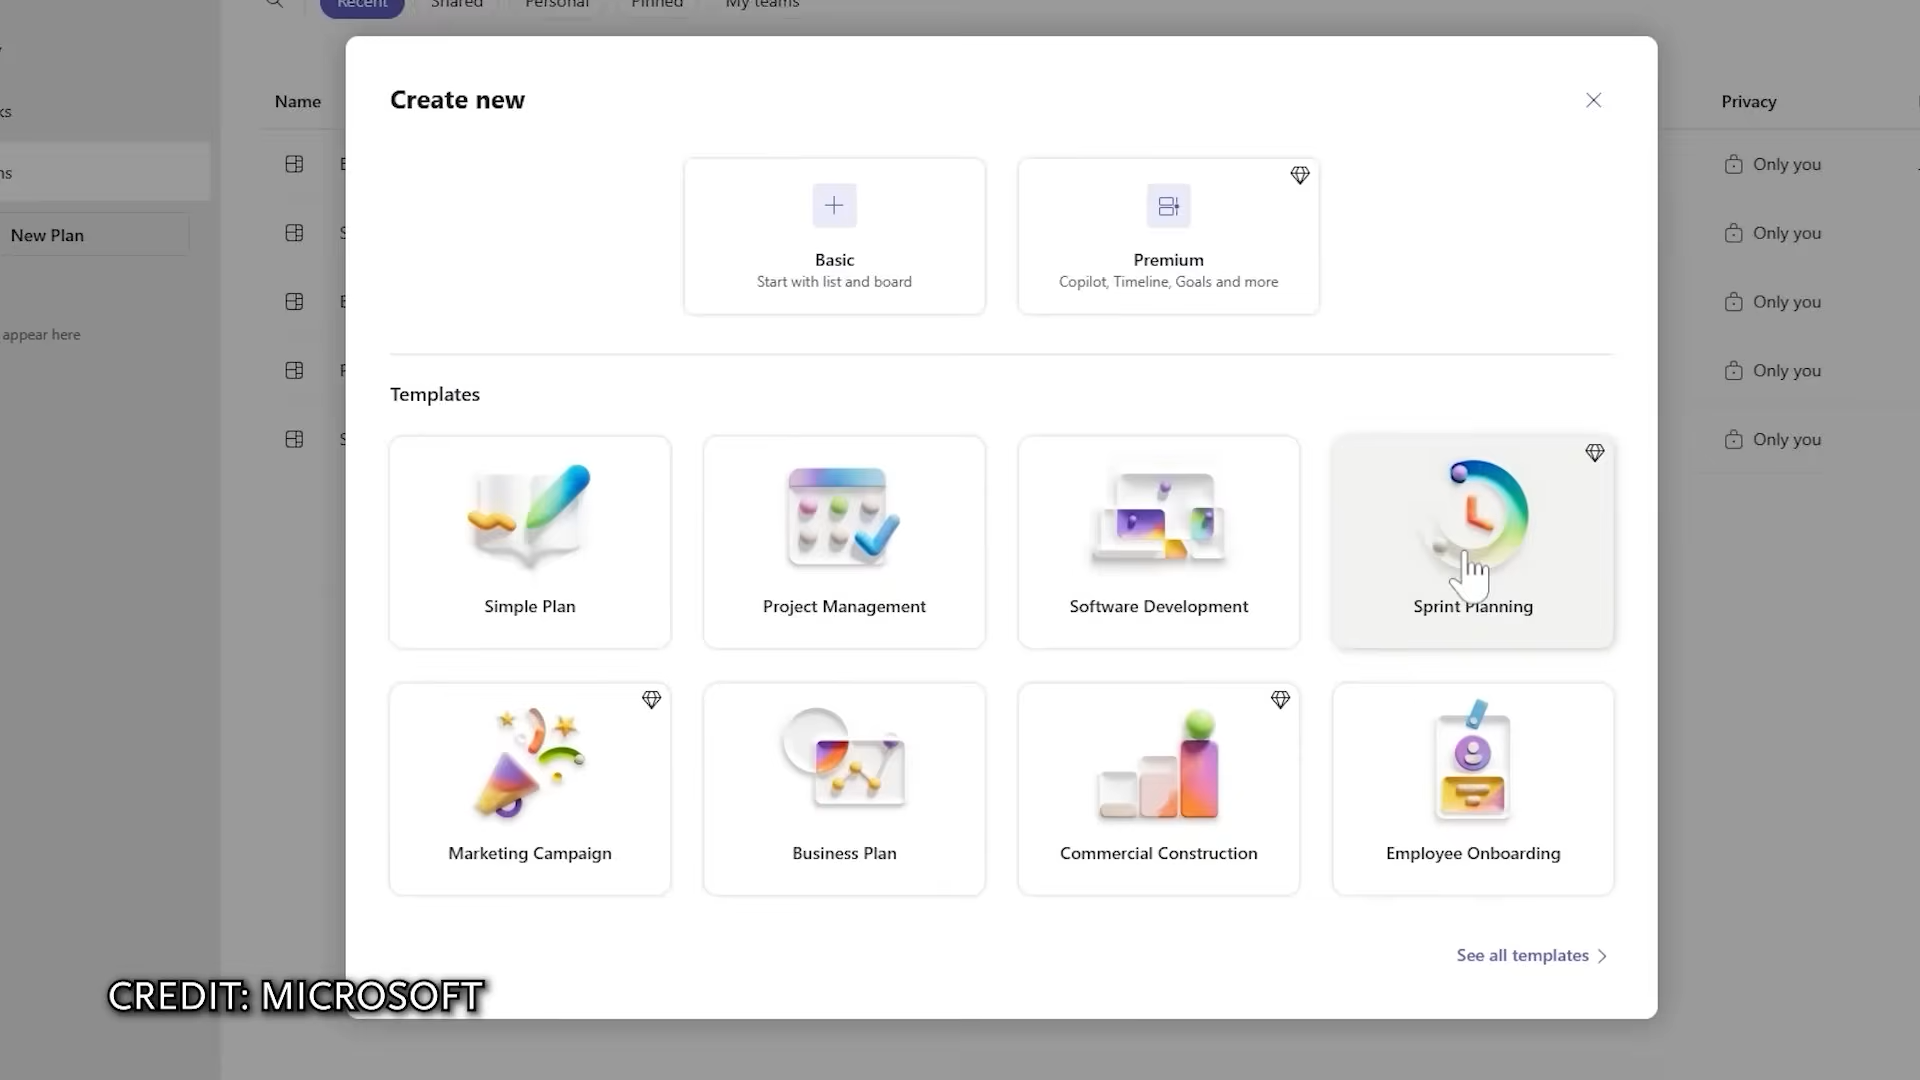 Recent
Shared
Personal
Pinned
My teams
Name
Privacy
Create new
Basic
Start with list and board
Premium
Copilot, Timeline, Goals and more
Only you
Only you
New Plan
Only you
appear here
Only you
Only you
Templates
Simple Plan
Project Management
Software Development
Sprint Planning
Marketing Campaign
Business Plan
Commercial Construction
Employee Onboarding
See all templates
CREDIT: MICROSOFT